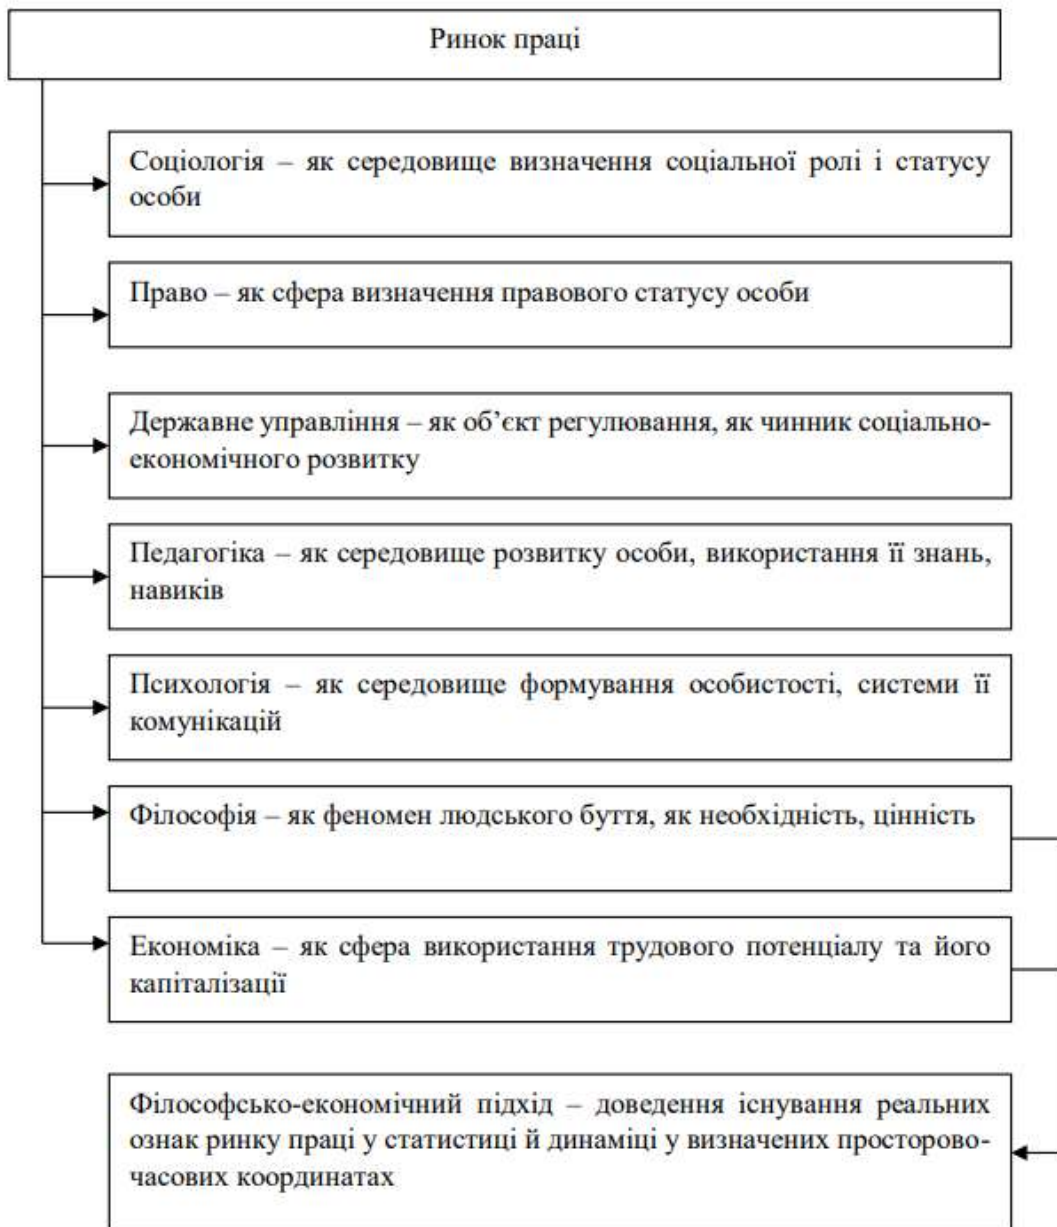 Ринок праці
Соціологія – як середовище визначення соціальної ролі і статусу
особи
Право – як сфера визначення правового статусу особи
Державне управління – як об’єкт регулювання, як чинник соціально-
економічного розвитку
Педагогіка – як середовище розвитку особи, використання її знань,
навиків
Психологія – як середовище формування особистості, системи її
комунікацій
Філософія – як феномен людського буття, як необхідність, цінність
Економіка – як сфера використання трудового потенціалу та його
капіталізації
Філософсько-економічний підхід – доведення існування реальних
ознак ринку праці у статистиці й динаміці у визначених просторово-
часових координатах